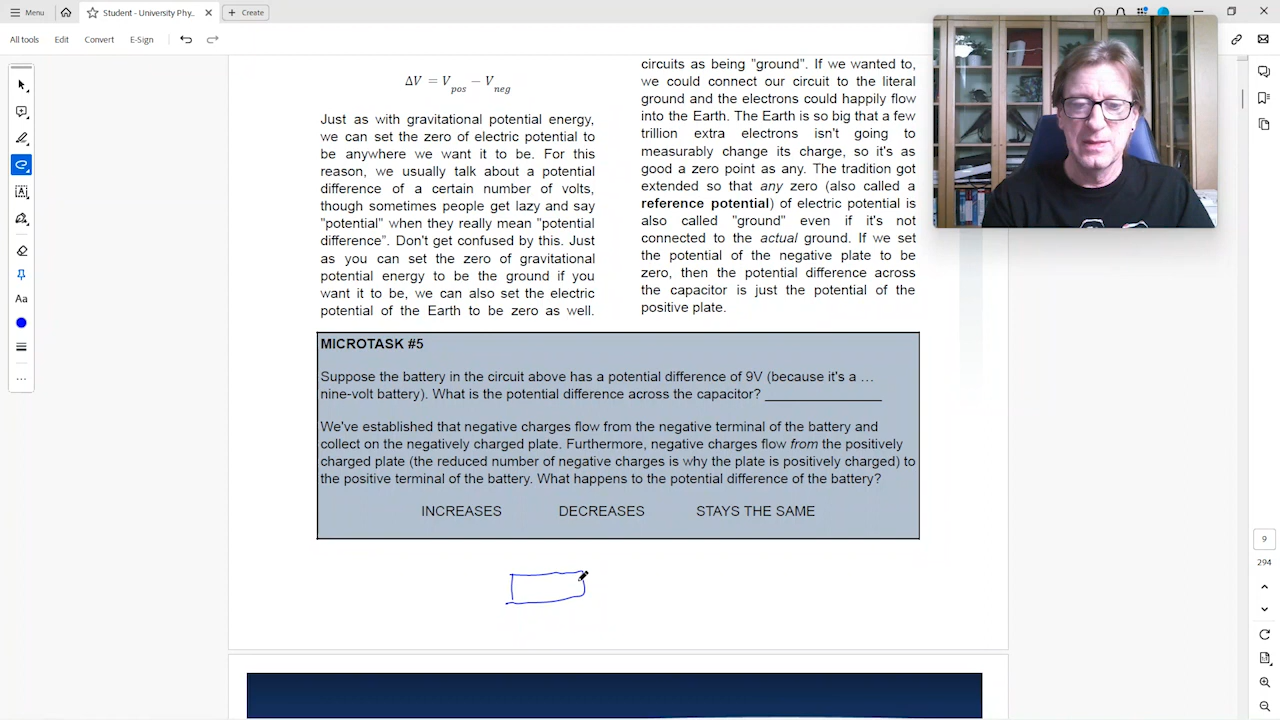 Menu
Student - University Phy...
Create
All tools
Edit
Convert
E-Sign
ΔV = Vpos − Vneg
Just as with gravitational potential energy,
we can set the zero of electric potential to
be anywhere we want it to be. For this
reason, we usually talk about a potential
difference of a certain number of volts,
though sometimes people get lazy and say
"potential" when they really mean "potential
difference". Don't get confused by this. Just
as you can set the zero of gravitational
potential energy to be the ground if you
want it to be, we can also set the electric
potential of the Earth to be zero as well.
circuits as being "ground". If we wanted to,
we could connect our circuit to the literal
ground and the electrons could happily flow
into the Earth. The Earth is so big that a few
trillion extra electrons isn't going to
measurably change its charge, so it's as
good a zero point as any. The tradition got
extended so that any zero (also called a
reference potential) of electric potential is
also called "ground" even if it's not
connected to the actual ground. If we set
the potential of the negative plate to be
zero, then the potential difference across
the capacitor is just the potential of the
positive plate.
MICROTASK #5
Suppose the battery in the circuit above has a potential difference of 9V (because it's a …
nine-volt battery). What is the potential difference across the capacitor? _______________
We've established that negative charges flow from the negative terminal of the battery and
collect on the negatively charged plate. Furthermore, negative charges flow from the positively
charged plate (the reduced number of negative charges is why the plate is positively charged) to
the positive terminal of the battery. What happens to the potential difference of the battery?
INCREASES DECREASES STAYS THE SAME
Aa
9
294